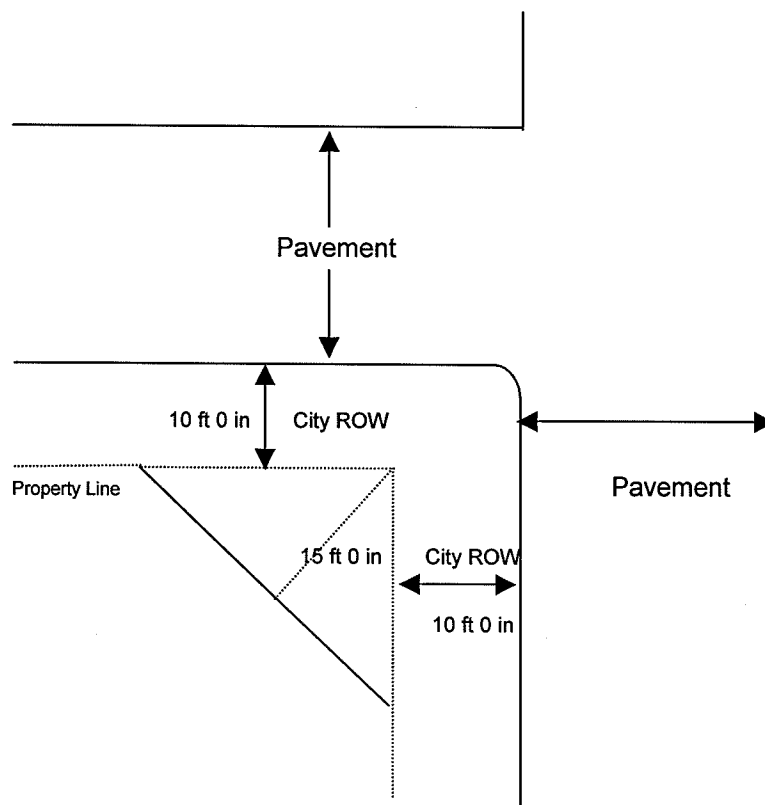 Pavement
10 ft 0 in
City ROW
Property Line
Pavement
15 ft 0 in
City ROW
10 ft 0 in